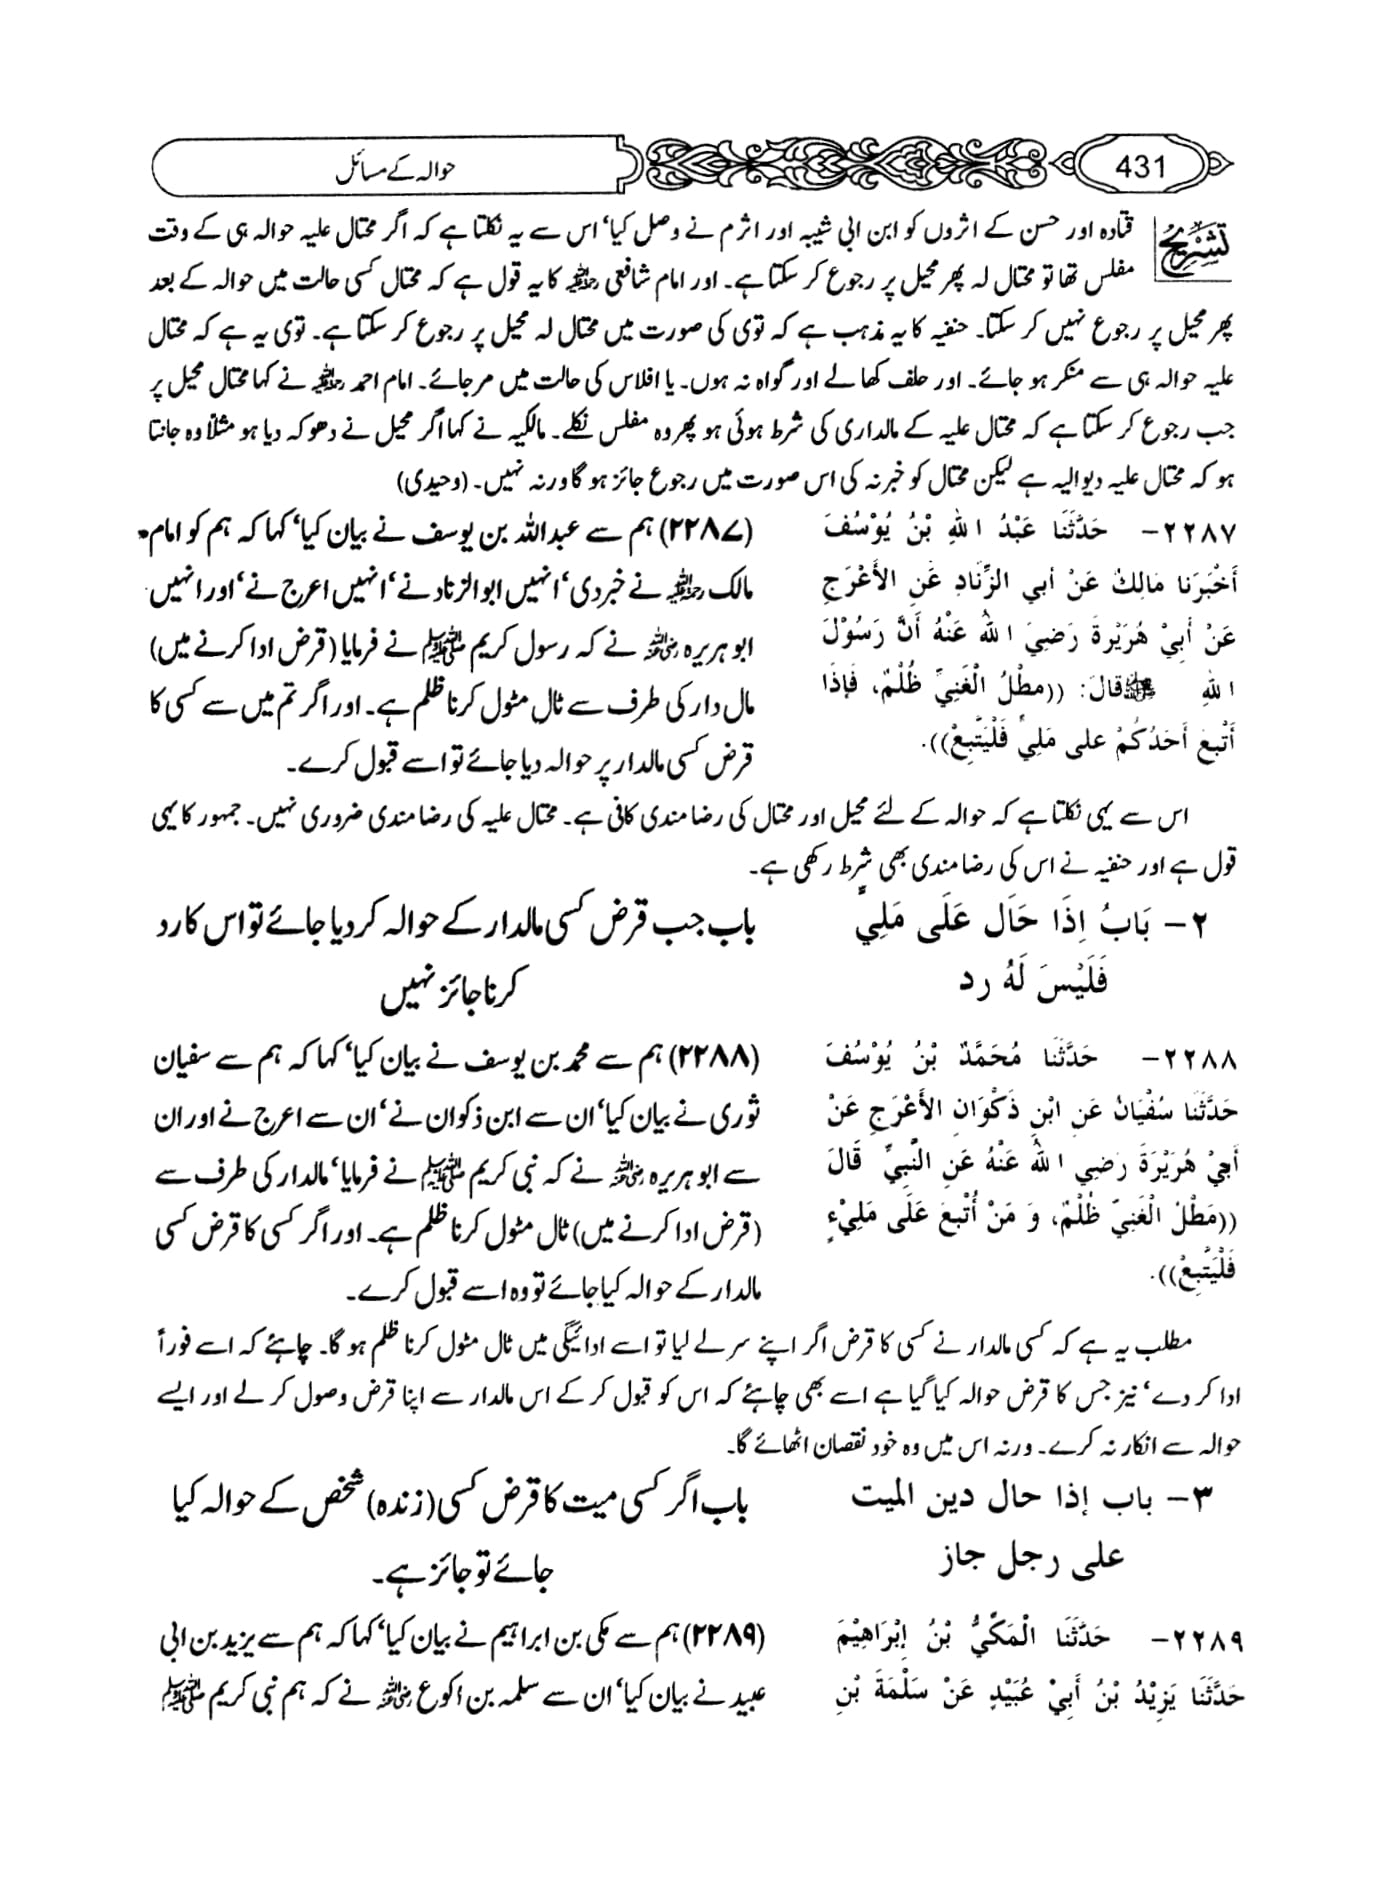 431
حوالہ کے مسائل
تشریح
قتادہ اور حسن کے اثروں کو ابن ابی شیبہ اور اثرم نے وصل کیا‘ اس سے یہ نکلتا ہے کہ اگر محتال علیہ حوالہ ہی کے وقت
مفلس تھا تو محتال لہ پھر محیل پر رجوع کر سکتا ہے۔ اور امام شافعی رحمۃ اللہ علیہ کا یہ قول ہے کہ محتال کسی حالت میں حوالہ کے بعد
پھر محیل پر رجوع نہیں کر سکتا۔ حنفیہ کا یہ مذہب ہے کہ توی کی صورت میں محتال لہ محیل پر رجوع کر سکتا ہے۔ توی یہ ہے کہ محتال
علیہ حوالہ ہی سے منکر ہو جائے۔ اور حلف کھا لے اور گواہ نہ ہوں۔ یا افلاس کی حالت میں مر جائے۔ امام احمد رحمۃ اللہ علیہ نے کہا محتال محیل پر
جب رجوع کر سکتا ہے کہ محتال علیہ کے مالداری کی شرط ہوئی ہو پھر وہ مفلس نکلے۔ مالکیہ نے کہا اگر محیل نے دھوکہ دیا ہو مثلاً وہ جانتا
ہو کہ محتال علیہ دیوالیہ ہے لیکن محتال کو خبر نہ کی اس صورت میں رجوع جائز ہو گا ورنہ نہیں۔ (وحیدی)
٢٢٨٧- حَدَّثَنَا عَبْدُ اللهِ بْنُ يُوْسُفَ
أَخْبَرَنا مَالِكٌ عَنْ أبي الزِّنَادِ عَنِ الأَعْرَجِ
عَنْ أَبِيْ هُرَيْرَةَ رَضِيَ اللهُ عَنْهُ أَنَّ رَسُوْلَ
اللهِ ﷺ قَالَ: ((مَطْلُ الْغَنِيِّ ظُلْمٌ، فَإِذَا
أُتْبِعَ أَحَدُكُمْ على مَلِيٍّ فَلْيَتَّبِعْ)).
(۲۲۸۷) ہم سے عبداللہ بن یوسف نے بیان کیا‘ کہا کہ ہم کو امام
مالک رحمۃ اللہ علیہ نے خبر دی‘ انہیں ابوالزناد نے‘ انہیں اعرج نے‘ اور انہیں
ابو ہریرہ رضی اللہ عنہ نے کہ رسول کریم ﷺ نے فرمایا (قرض ادا کرنے میں)
مال دار کی طرف سے ٹال مٹول کرنا ظلم ہے۔ اور اگر تم میں سے کسی کا
قرض کسی مالدار پر حوالہ دیا جائے تو اسے قبول کرے۔
اس سے یہی نکلتا ہے کہ حوالہ کے لئے محیل اور محتال کی رضا مندی کافی ہے۔ محتال علیہ کی رضا مندی ضروری نہیں۔ جمہور کا یہی
قول ہے اور حنفیہ نے اس کی رضا مندی بھی شرط رکھی ہے۔
٢- بَابُ إِذَا حَالَ عَلَى مَلِيٍّ
فَلَيْسَ لَهُ رد
باب جب قرض کسی مالدار کے حوالہ کر دیا جائے تو اس کا رد
کرنا جائز نہیں
٢٢٨٨- حَدَّثَنَا مُحَمَّدُ بْنُ يُوْسُفَ
حَدَّثَنَا سُفْيَانُ عَنِ ابْنِ ذَكْوَانِ الأَعْرَجِ عَنْ
أَبِيْ هُرَيْرَةَ رَضِي اللهُ عَنْهُ عَنِ النَّبِيِّ قَالَ
((مَطْلُ الْغَنِيِّ ظُلْمٌ، وَ مَنْ أُتْبِعَ عَلَى مَلِيْءٍ
فَلْيَتَّبِعْ)).
(۲۲۸۸) ہم سے محمد بن یوسف نے بیان کیا‘ کہا کہ ہم سے سفیان
ثوری نے بیان کیا‘ ان سے ابن ذکوان نے‘ ان سے اعرج نے اور ان
سے ابو ہریرہ رضی اللہ عنہ نے کہ نبی کریم ﷺ نے فرمایا‘ مالدار کی طرف سے
(قرض ادا کرنے میں) ٹال مٹول کرنا ظلم ہے۔ اور اگر کسی کا قرض کسی
مالدار کے حوالہ کیا جائے تو وہ اسے قبول کرے۔
مطلب یہ ہے کہ کسی مالدار نے کسی کا قرض اگر اپنے سر لے لیا تو اسے ادائیگی میں ٹال مٹول کرنا ظلم ہو گا۔ چاہئے کہ اسے فوراً
ادا کر دے‘ نیز جس کا قرض حوالہ کیا گیا ہے اسے بھی چاہئے کہ اس کو قبول کر کے اس مالدار سے اپنا قرض وصول کر لے اور ایسے
حوالہ سے انکار نہ کرے۔ ورنہ اس میں وہ خود نقصان اٹھائے گا۔
٣- باب إذا حال دين الميت
على رجل جاز
باب اگر کسی میت کا قرض کسی (زندہ) شخص کے حوالہ کیا
جائے تو جائز ہے۔
٢٢٨٩- حَدَّثَنَا الْمَكِّيُّ بْنُ إِبْرَاهِيْمَ
حَدَّثَنَا يَزِيْدُ بْنُ أَبِيْ عُبَيْدٍ عَنْ سَلَمَةَ بْنِ
(۲۲۸۹) ہم سے مکی بن ابراہیم نے بیان کیا‘ کہا کہ ہم سے یزید بن ابی
عبید نے بیان کیا‘ ان سے سلمہ بن اکوع رضی اللہ عنہ نے کہ ہم نبی کریم ﷺ